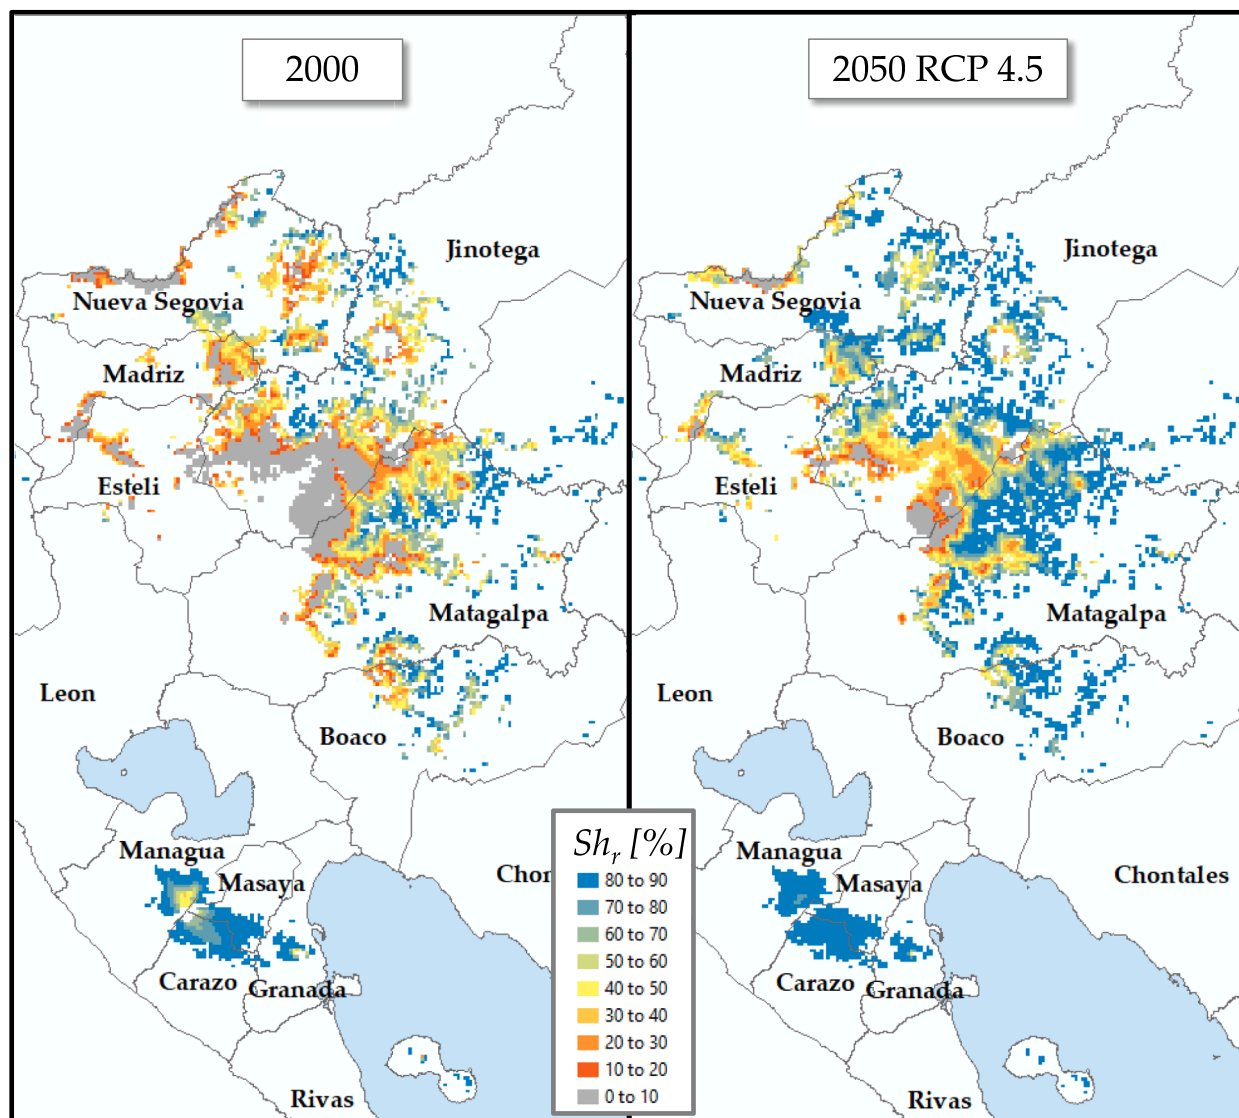 2000
2050 RCP 4.5
Jinotega
Jinotega
Nueva Segovia
Nueva Segovia
Madriz
Madriz
Esteli
Esteli
Matagalpa
Matagalpa
Leon
Leon
Boaco
Boaco
Managua
Managua
Masaya
Masaya
Chon
Chontales
Carazo
Granada
Carazo
Granada
Rivas
Rivas
Shr [%]
80 to 90
70 to 80
60 to 70
50 to 60
40 to 50
30 to 40
20 to 30
10 to 20
0 to 10